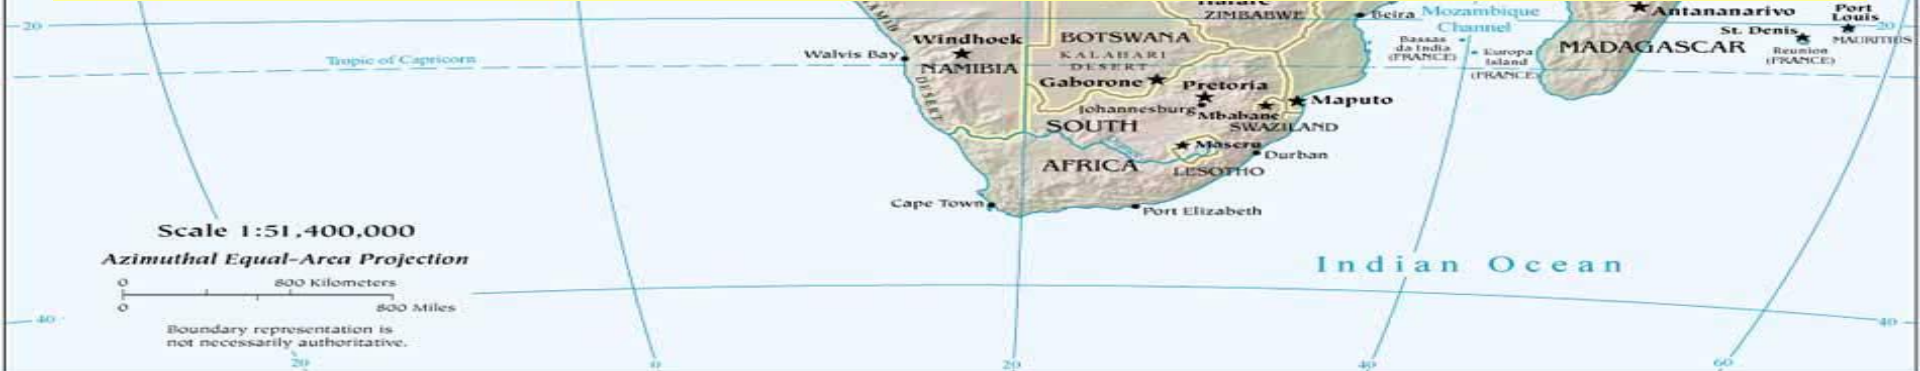 Harare
ZIMBABWE
Beira
Mozambique
Channel
Antananarivo
Port
Louis
20
20
Walvis Bay
Windhoek
NAMIBIA
BOTSWANA
KALAHARI
DESERT
Bassas
da India
(FRANCE)
Europa
Island
(FRANCE)
MADAGASCAR
St. Denis
Reunion
(FRANCE)
MAURITIUS
Tropic of Capricorn
NAMIB
DESERT
Gaborone
Pretoria
Johannesburg
Maputo
Mbabane
SWAZILAND
SOUTH
AFRICA
Maseru
LESOTHO
Durban
Cape Town
Port Elizabeth
Scale 1:51,400,000
Azimuthal Equal-Area Projection
0
800 Kilometers
0
800 Miles
Boundary representation is
not necessarily authoritative.
Indian Ocean
40
40
20
0
20
40
60